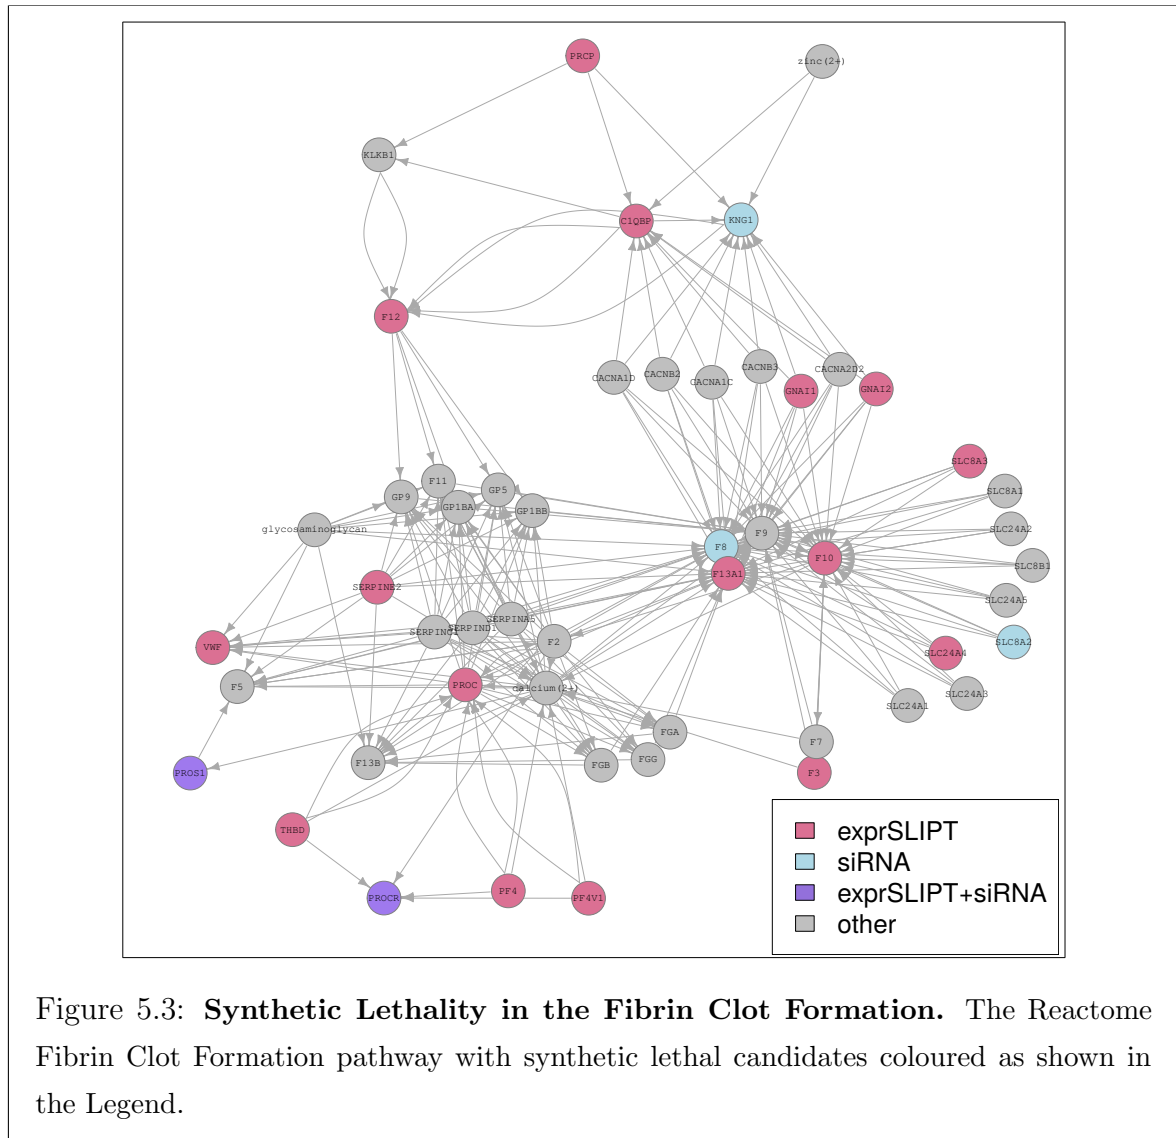 PRCP
zinc(2+)
KLKB1
C1QBP
KNG1
F12
CACNA1D
CACNB2
CACNA1C
CACNB3
GNAI1
CACNA2D2
GNAI2
SLC8A3
SLC8A1
SLC24A2
SLC8B1
SLC24A5
SLC8A2
SLC24A4
SLC24A3
SLC24A1
F11
GP9
GP1BA
GP5
GP1BB
glycosaminoglycan
F9
F8
F10
F13A1
SERPINE2
SERPINC1
SERPIND1
SERPINA5
F2
VWF
F5
PROC
calcium(2+)
PROS1
F13B
FGA
FGB
FGG
F7
F3
THBD
PROCR
PF4
PF4V1
exprSLIPT
siRNA
exprSLIPT+siRNA
other
Figure 5.3: Synthetic Lethality in the Fibrin Clot Formation. The Reactome
Fibrin Clot Formation pathway with synthetic lethal candidates coloured as shown in
the Legend.